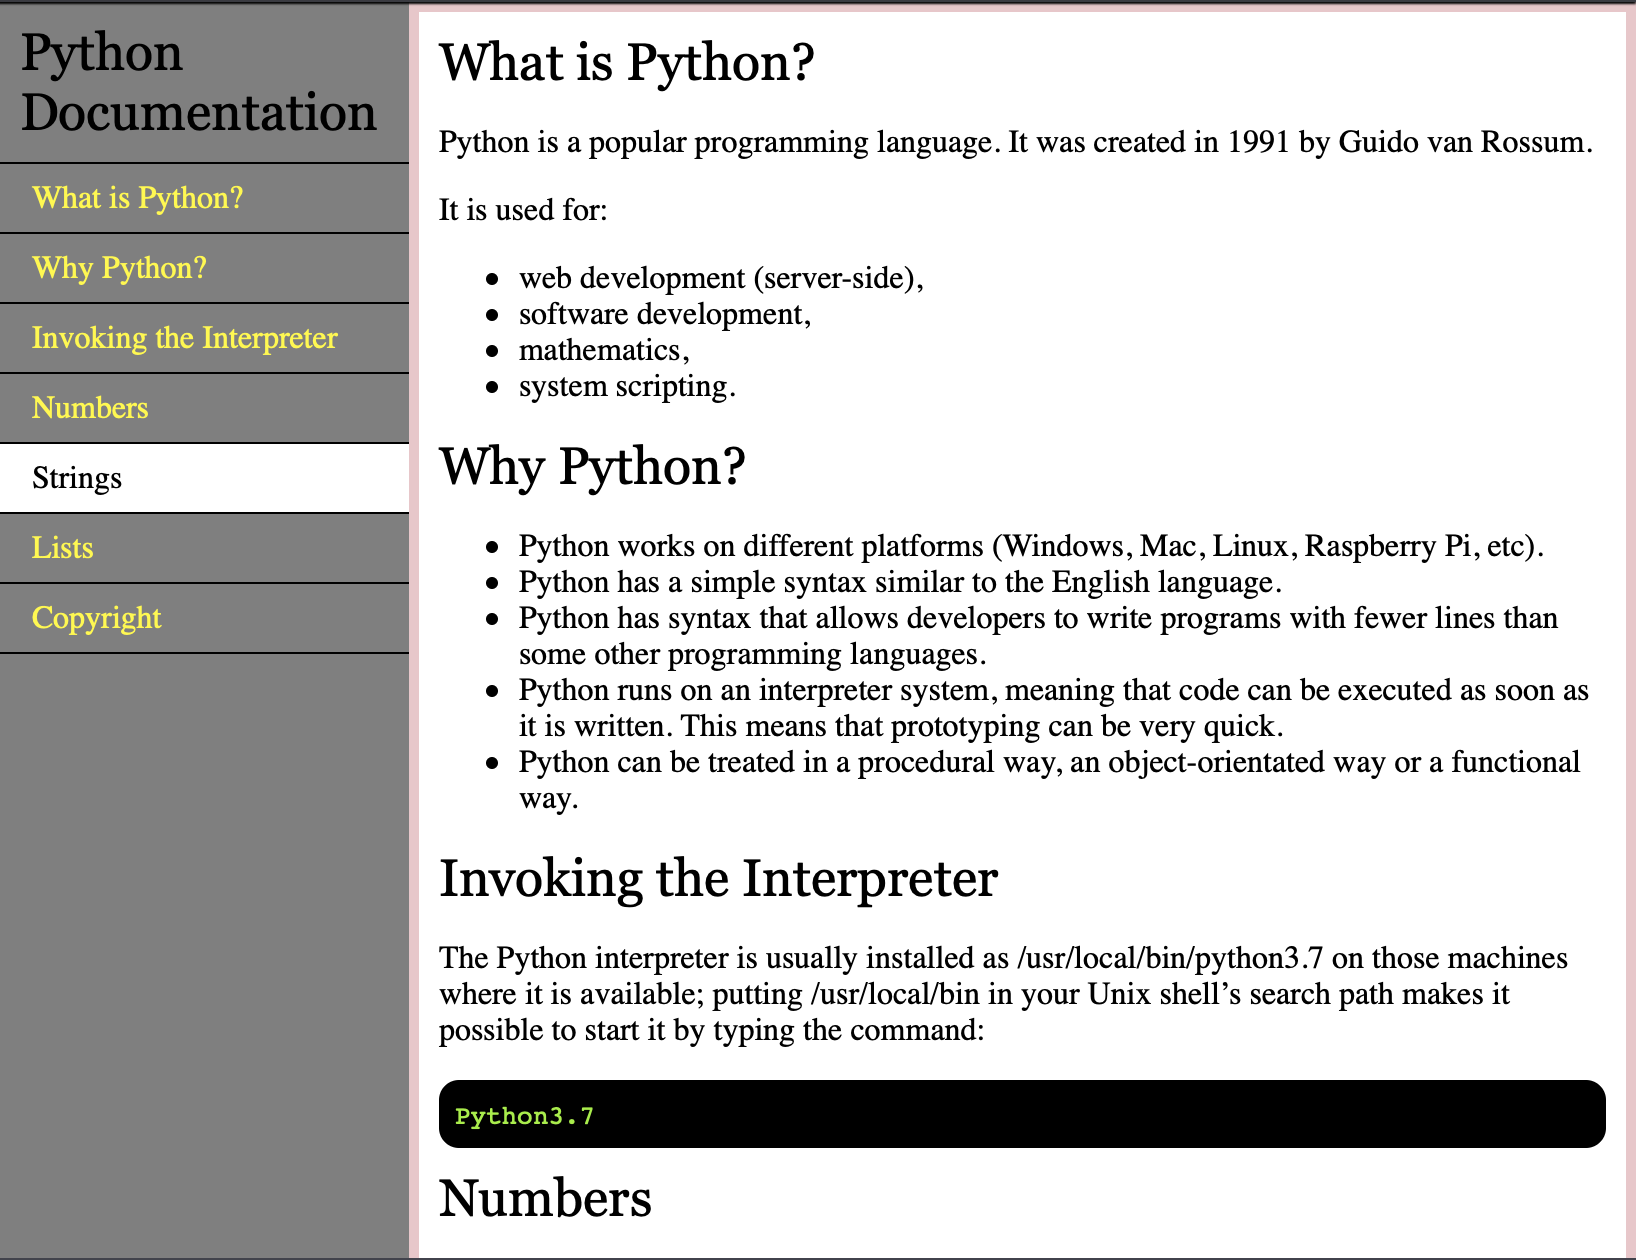 Python
Documentation
What is Python?
Why Python?
Invoking the Interpreter
Numbers
Strings
Lists
Copyright
What is Python?
Python is a popular programming language. It was created in 1991 by Guido van Rossum.
It is used for:
web development (server-side),
software development,
mathematics,
system scripting.
Why Python?
Python works on different platforms (Windows, Mac, Linux, Raspberry Pi, etc).
Python has a simple syntax similar to the English language.
Python has syntax that allows developers to write programs with fewer lines than
some other programming languages.
Python runs on an interpreter system, meaning that code can be executed as soon as
it is written. This means that prototyping can be very quick.
Python can be treated in a procedural way, an object-orientated way or a functional
way.
Invoking the Interpreter
The Python interpreter is usually installed as /usr/local/bin/python3.7 on those machines
where it is available; putting /usr/local/bin in your Unix shell’s search path makes it
possible to start it by typing the command:
Python3.7
Numbers